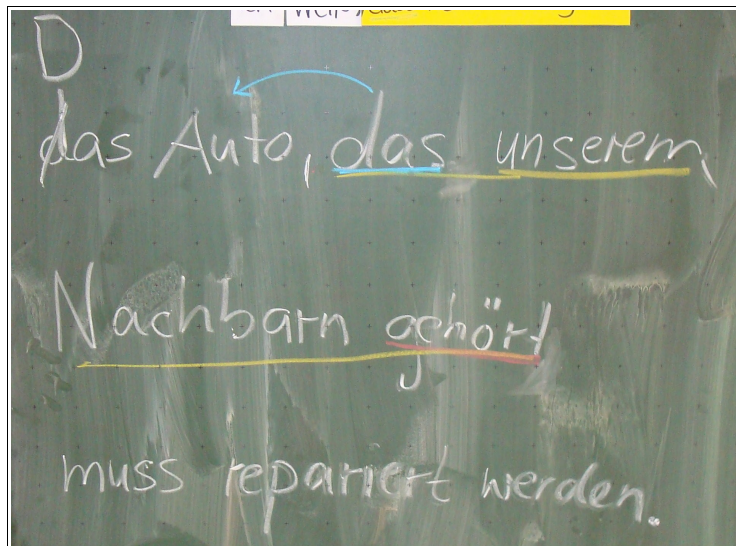 D
das Auto, das unserem
Nachbarn gehört
muss repariert werden.